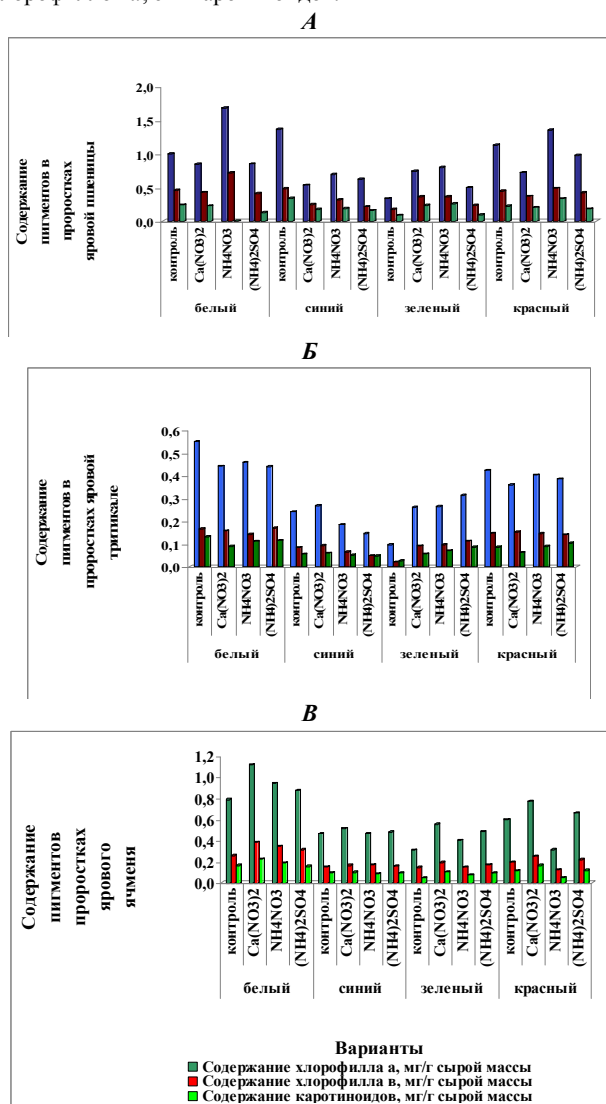 А
Содержание
пигментов в
проростках
яровой пшеницы
2,0
1,5
1,0
0,5
0,0
контроль Ca(NO3)2 NH4NO3 (NH4)2SO4 контроль Ca(NO3)2 NH4NO3 (NH4)2SO4 контроль Ca(NO3)2 NH4NO3 (NH4)2SO4 контроль Ca(NO3)2 NH4NO3 (NH4)2SO4
белый синий зеленый красный
Б
Содержание
пигментов в
проростках яровой
тритикале
0,6
0,5
0,4
0,3
0,2
0,1
0,0
контроль Ca(NO3)2 NH4NO3 (NH4)2SO4 контроль Ca(NO3)2 NH4NO3 (NH4)2SO4 контроль Ca(NO3)2 NH4NO3 (NH4)2SO4 контроль Ca(NO3)2 NH4NO3 (NH4)2SO4
белый синий зеленый красный
В
Содержание
пигментов
проростках
ярового
ячменя
1,2
1,0
0,8
0,6
0,4
0,2
0,0
контроль Ca(NO3)2 NH4NO3 (NH4)2SO4 контроль Ca(NO3)2 NH4NO3 (NH4)2SO4 контроль Ca(NO3)2 NH4NO3 (NH4)2SO4 контроль Ca(NO3)2 NH4NO3 (NH4)2SO4
белый синий зеленый красный
Варианты
Содержание хлорофилла а, мг/г сырой массы
Содержание хлорофилла в, мг/г сырой массы
Содержание каротиноидов, мг/г сырой массы